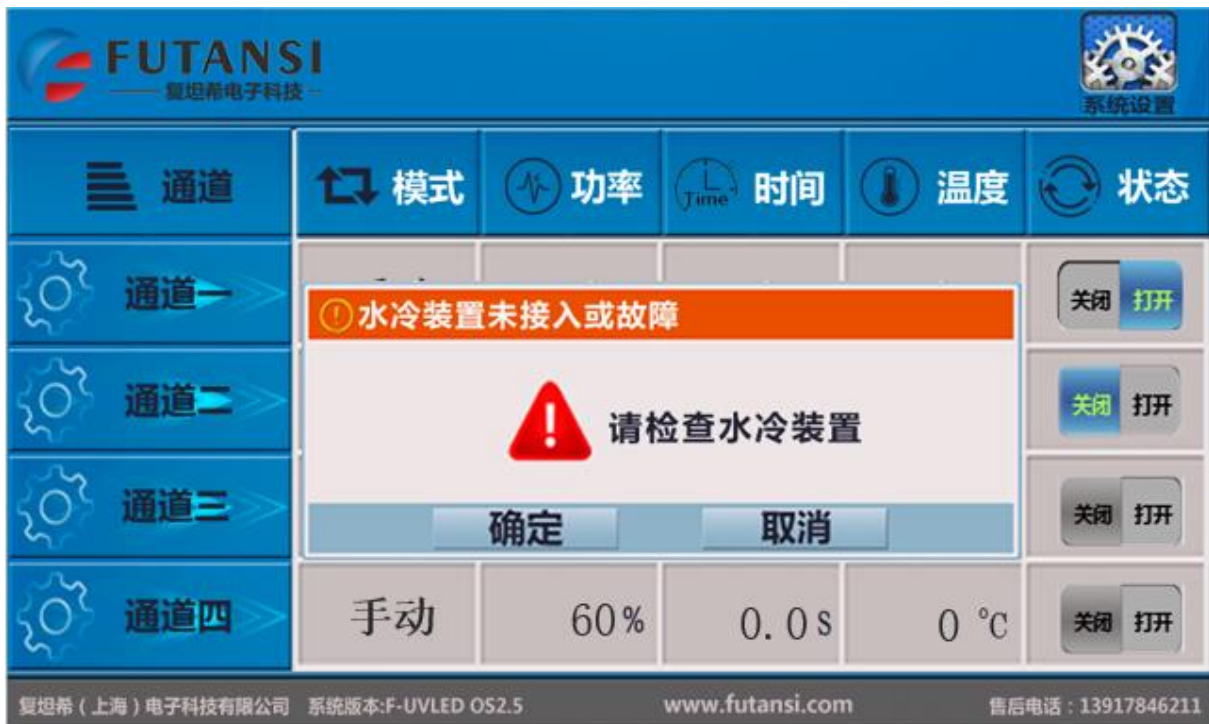 FUTANSI
复坦希电子科技
系统设置
通道 模式 功率 Time 时间 温度 状态
通道一 关闭 打开
水冷装置未接入或故障
通道二 关闭 打开
请检查水冷装置
通道三 关闭 打开
确定 取消
通道四 手动 60% 0.0S 0℃ 关闭 打开
复坦希(上海)电子科技有限公司 系统版本:F-UVLED OS2.5 www.futansi.com 售后电话:13917846211